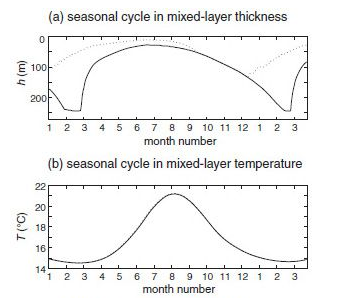 (a) seasonal cycle in mixed-layer thickness
0
100
200
h (m)
1 2 3 4 5 6 7 8 9 10 11 12 1 2 3
month number
(b) seasonal cycle in mixed-layer temperature
22
20
18
16
14
T (°C)
1 2 3 4 5 6 7 8 9 10 11 12 1 2 3
month number